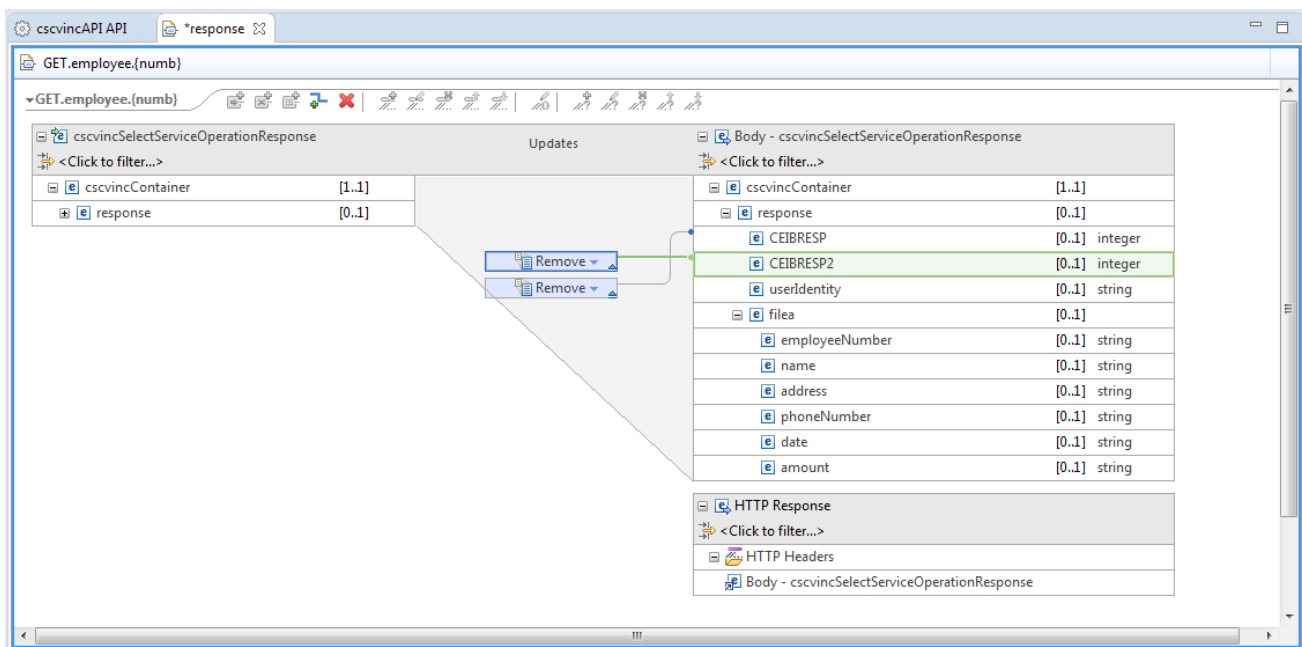 cscvincAPI API
*response
GET.employee.{numb}
GET.employee.{numb}
cscvincSelectServiceOperationResponse
<Click to filter...>
cscvincContainer [1..1]
response [0..1]
Updates
Remove
Remove
Body - cscvincSelectServiceOperationResponse
<Click to filter...>
cscvincContainer [1..1]
response [0..1]
CEIBRESP [0..1] integer
CEIBRESP2 [0..1] integer
userIdentity [0..1] string
filea [0..1]
employeeNumber [0..1] string
name [0..1] string
address [0..1] string
phoneNumber [0..1] string
date [0..1] string
amount [0..1] string
HTTP Response
<Click to filter...>
HTTP Headers
Body - cscvincSelectServiceOperationResponse